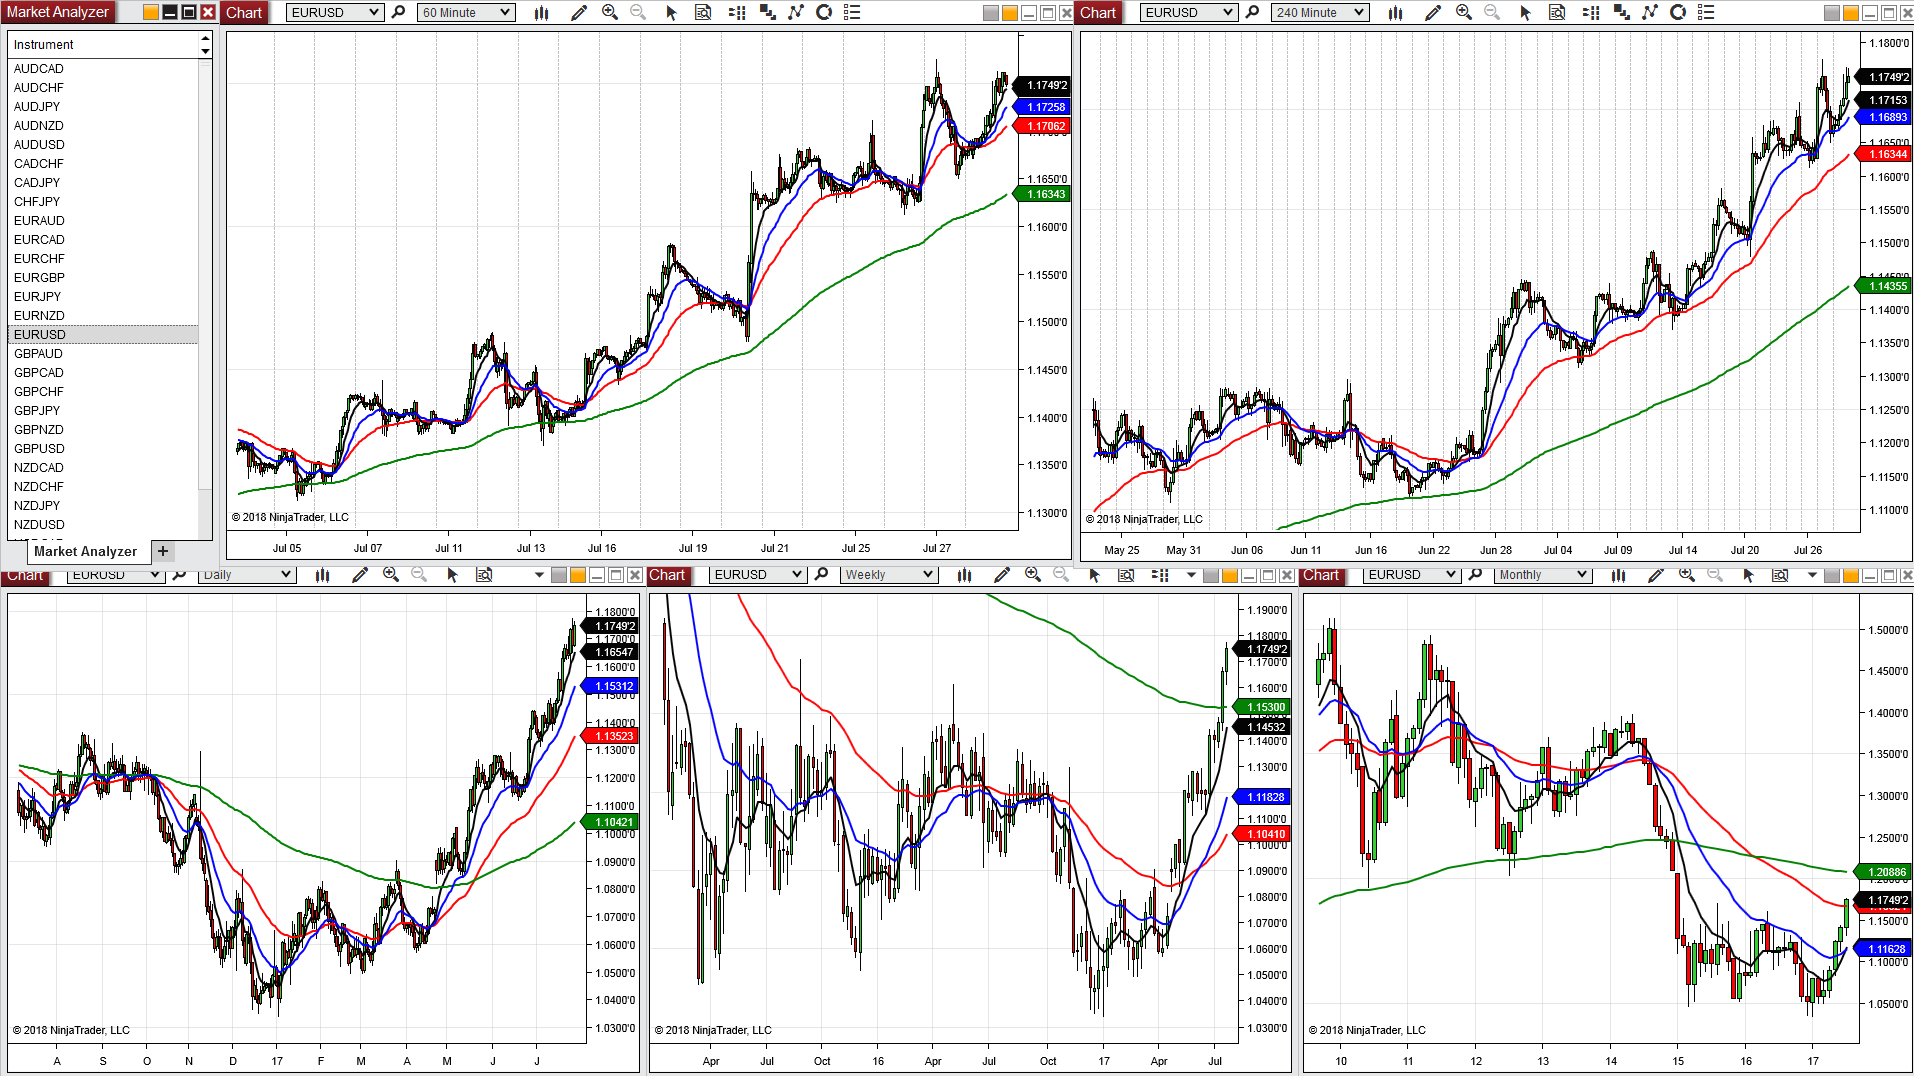 Market Analyzer
Instrument
AUDCAD
AUDCHF
AUDJPY
AUDNZD
AUDUSD
CADCHF
CADJPY
CHFJPY
EURAUD
EURCAD
EURCHF
EURGBP
EURJPY
EURNZD
EURUSD
GBPAUD
GBPCAD
GBPCHF
GBPJPY
GBPNZD
GBPUSD
NZDCAD
NZDCHF
NZDJPY
NZDUSD
Market Analyzer +
Chart EURUSD 60 Minute
1.1749'2
1.17258
1.17062
1.1650'0
1.16343
1.1600'0
1.1550'0
1.1500'0
1.1450'0
1.1400'0
1.1350'0
1.1300'0
© 2018 NinjaTrader, LLC
Jul 05 Jul 07 Jul 11 Jul 13 Jul 16 Jul 19 Jul 21 Jul 25 Jul 27
Chart EURUSD 240 Minute
1.1800'0
1.1749'2
1.17153
1.16893
1.1650'0
1.16344
1.1600'0
1.1550'0
1.1500'0
1.1450'0
1.14355
1.1400'0
1.1350'0
1.1300'0
1.1250'0
1.1200'0
1.1150'0
1.1100'0
© 2018 NinjaTrader, LLC
May 25 May 31 Jun 06 Jun 11 Jun 16 Jun 22 Jun 28 Jul 04 Jul 09 Jul 14 Jul 20 Jul 26
Chart EURUSD Daily
1.1800'0
1.1749'2
1.1700'0
1.16547
1.1600'0
1.15312
1.1500'0
1.1400'0
1.13523
1.1300'0
1.1200'0
1.1100'0
1.10421
1.1000'0
1.0900'0
1.0800'0
1.0700'0
1.0600'0
1.0500'0
1.0400'0
1.0300'0
© 2018 NinjaTrader, LLC
A S O N D 17 F M A M J J
Chart EURUSD Weekly
1.1900'0
1.1800'0
1.1749'2
1.1700'0
1.1600'0
1.15300
1.14532
1.1400'0
1.1300'0
1.11828
1.1100'0
1.10410
1.1000'0
1.0900'0
1.0800'0
1.0700'0
1.0600'0
1.0500'0
1.0400'0
1.0300'0
© 2018 NinjaTrader, LLC
Apr Jul Oct 16 Apr Jul Oct 17 Apr Jul
Chart EURUSD Monthly
1.5000'0
1.4500'0
1.4000'0
1.3500'0
1.3000'0
1.2500'0
1.20886
1.1749'2
1.1500'0
1.11628
1.1000'0
1.0500'0
© 2018 NinjaTrader, LLC
10 11 12 13 14 15 16 17